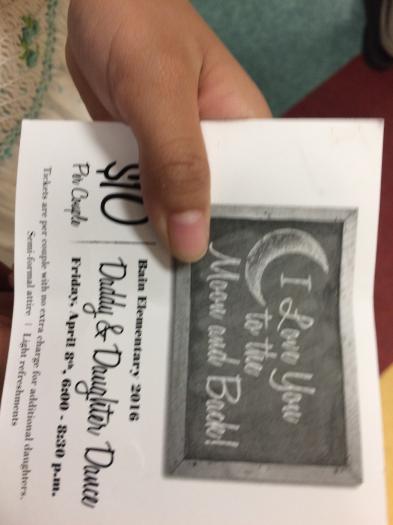 I Love You
to the
Moon and Back!
$10
Per Couple
Bain Elementary 2016
Daddy & Daughter Dance
Friday, April 8th, 6:00 - 8:30 p.m.
Tickets are per couple with no extra charge for additional daughters.
Semi-formal attire | Light refreshments